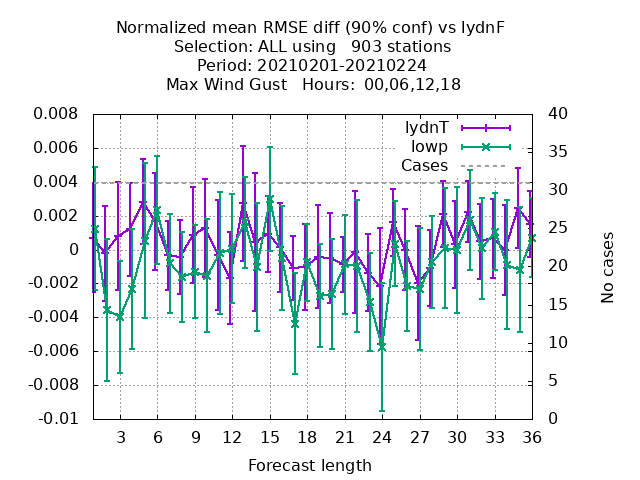 Normalized mean RMSE diff (90% conf) vs IydnF
Selection: ALL using   903 stations
Period: 20210201-20210224
Max Wind Gust   Hours:  00,06,12,18
IydnT
Iowp
Cases
0.008
0.006
0.004
0.002
0
-0.002
-0.004
-0.006
-0.008
-0.01
40
35
30
25
20
15
10
5
0
No cases
3 6 9 12 15 18 21 24 27 30 33 36
Forecast length